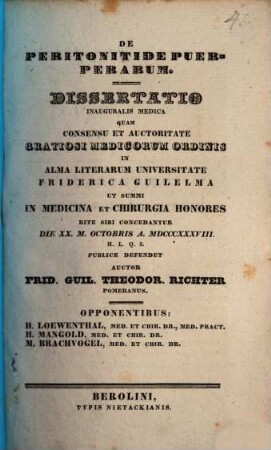 DE
PERITONITIDE PUER-
PERARUM.
DISSERTATIO
INAUGURALIS MEDICA
QUAM
CONSENSU ET AUCTORITATE
GRATIOSI MEDICORUM ORDINIS
IN
ALMA LITERARUM UNIVERSITATE
FRIDERICA GUILELMA
UT SUMMI
IN MEDICINA ET CHIRURGIA HONORES
RITE SIBI CONCEDANTUR
DIE XX. M. OCTOBRIS A. MDCCCXXXVIII.
H. L. Q. S.
PUBLICE DEFENDET
AUCTOR
FRID. GUIL. THEODOR. RICHTER
POMERANUS.
OPPONENTIBUS:
H. LOEWENTHAL, MED. ET CHIR. DR., MED. PRACT.
H. MANGOLD, MED. ET CHIR. DR.
M. BRACHVOGEL, MED. ET CHIR. DR.
BEROLINI,
TYPIS NIETACKIANIS.